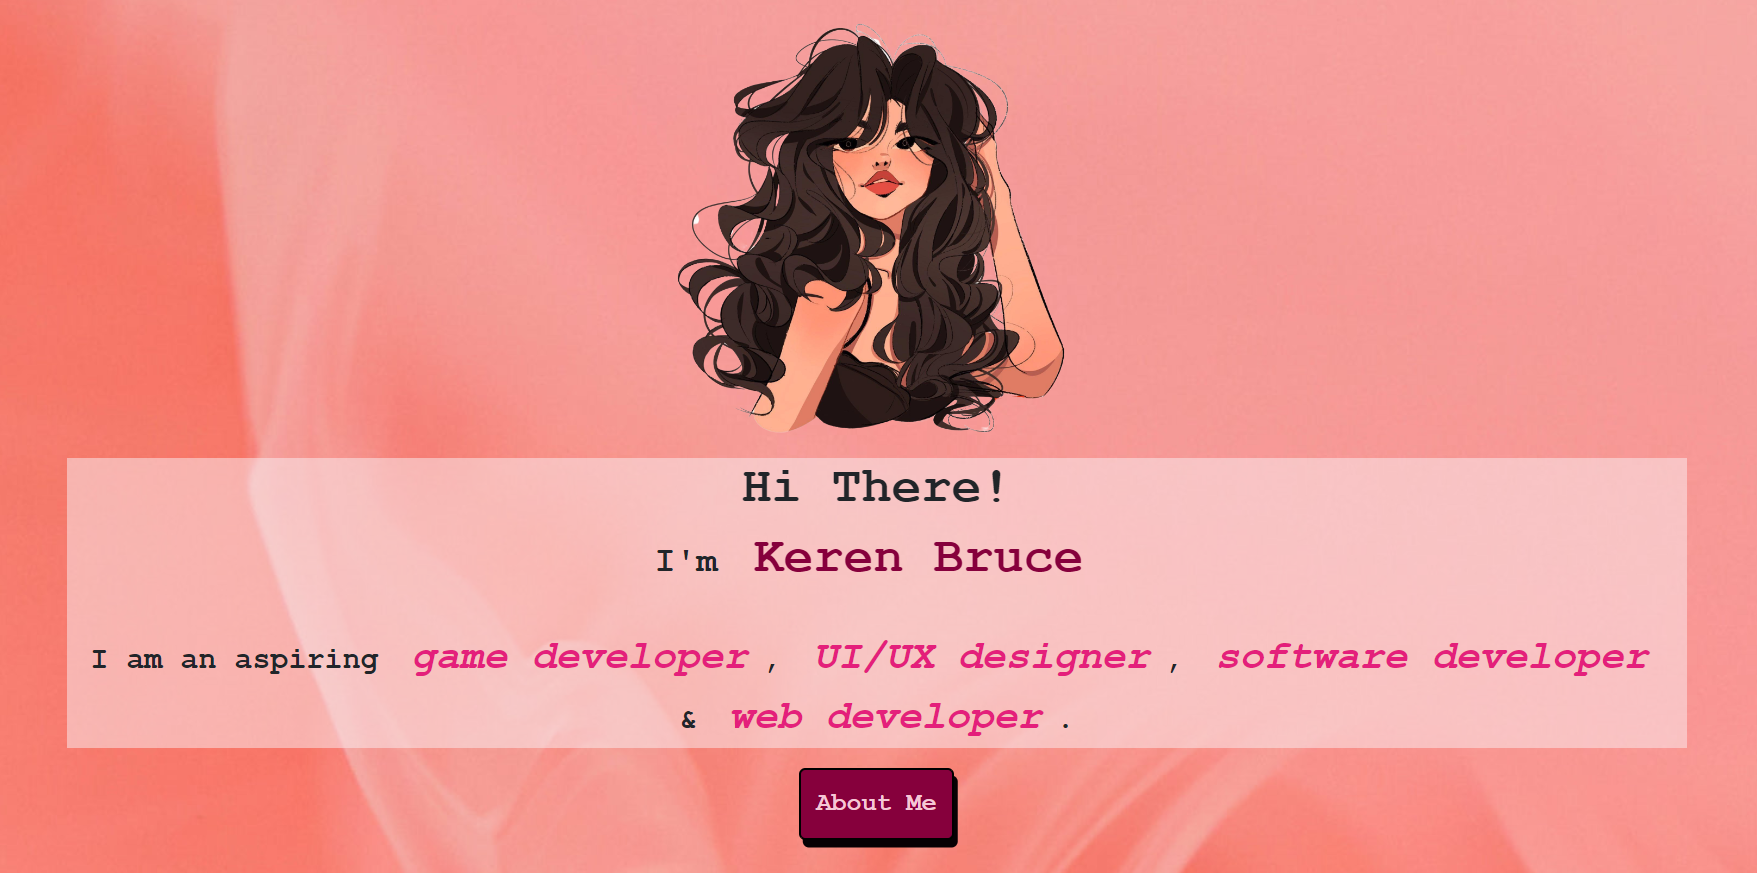 Hi There!
I'm Keren Bruce
I am an aspiring game developer , UI/UX designer , software developer
& web developer .
About Me